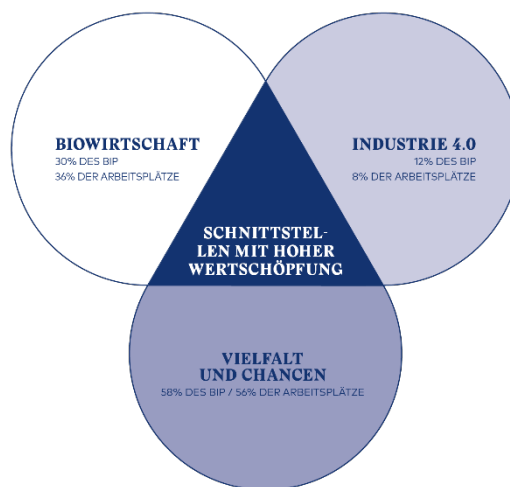 BIOWIRTSCHAFT
30% DES BIP
36% DER ARBEITSPLÄTZE
INDUSTRIE 4.0
12% DES BIP
8% DER ARBEITSPLÄTZE
SCHNITTSTEL-
LEN MIT HOHER
WERTSCHÖPFUNG
VIELFALT
UND CHANCEN
58% DES BIP / 56% DER ARBEITSPLÄTZE